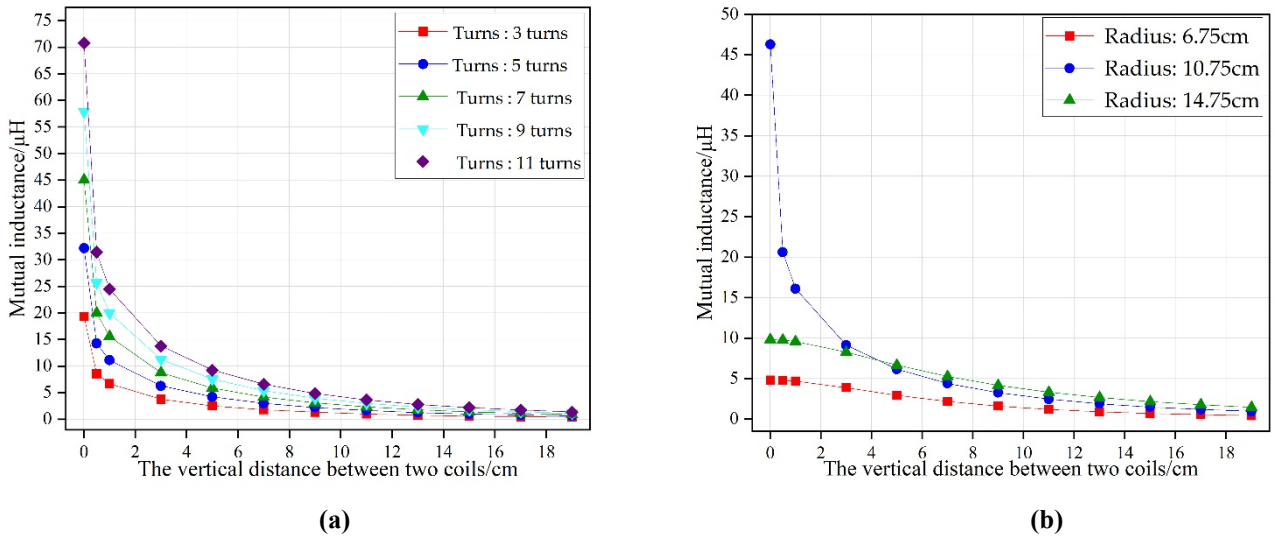 75
70
65
60
55
50
45
40
35
30
25
20
15
10
5
0
Mutual inductance/μH
Turns : 3 turns
Turns : 5 turns
Turns : 7 turns
Turns : 9 turns
Turns : 11 turns
0 2 4 6 8 10 12 14 16 18
The vertical distance between two coils/cm
(a)
50
45
40
35
30
25
20
15
10
5
0
Mutual inductance/μH
Radius: 6.75cm
Radius: 10.75cm
Radius: 14.75cm
0 2 4 6 8 10 12 14 16 18
The vertical distance between two coils/cm
(b)